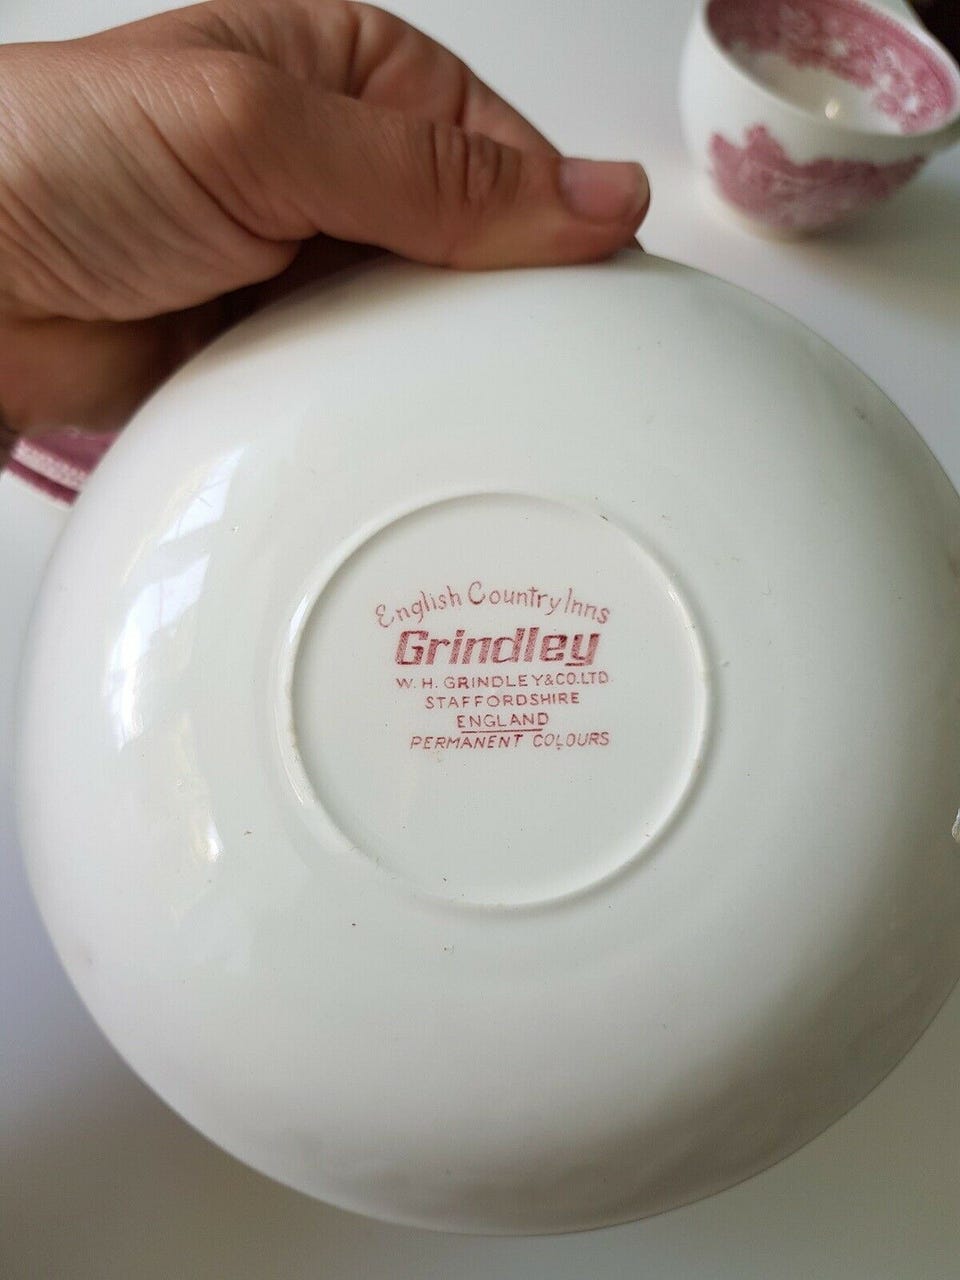 English Country Inns
Grindley
W. H. GRINDLEY & CO. LTD.
STAFFORDSHIRE
ENGLAND
PERMANENT COLOURS